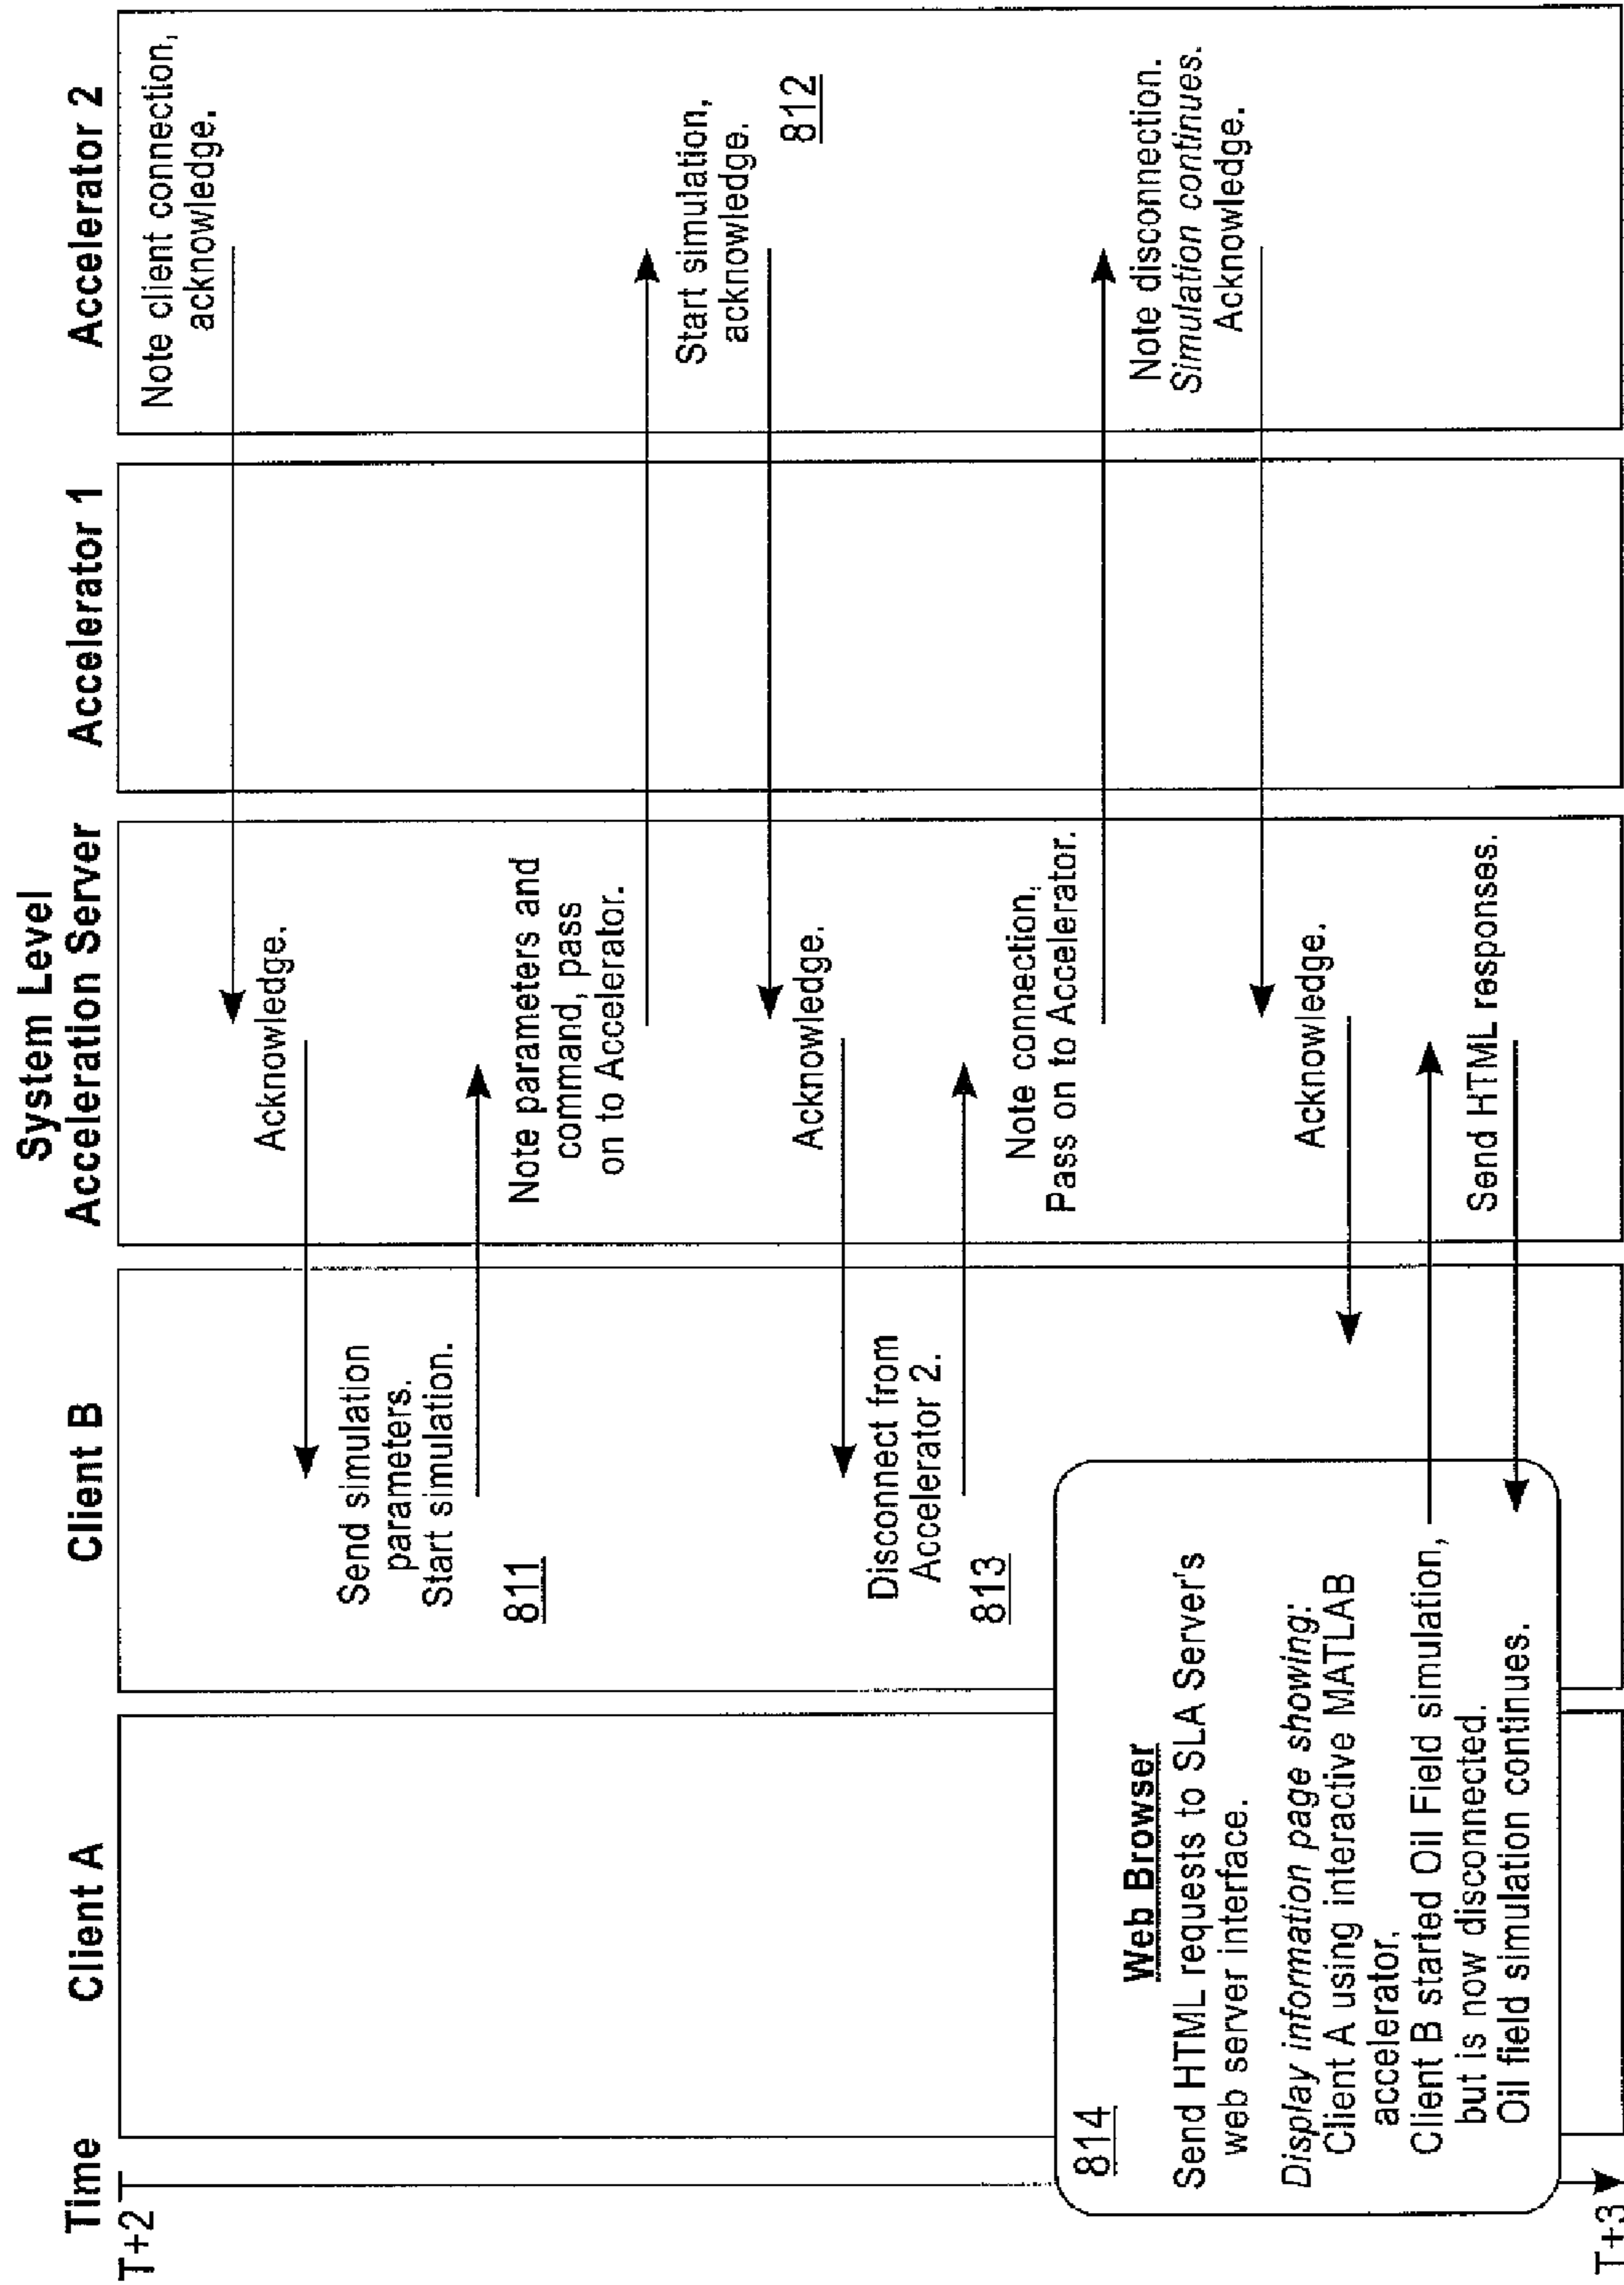 Time
Client A
Client B
System Level
Acceleration Server
Accelerator 1
Accelerator 2
T+2
Note client connection,
acknowledge.
Acknowledge.
Send simulation
parameters.
Start simulation.
811
Note parameters and
command, pass
on to Accelerator.
Start simulation,
acknowledge.
812
Acknowledge.
Disconnect from
Accelerator 2.
813
Note connection,
Pass on to Accelerator.
Note disconnection.
Simulation continues.
Acknowledge.
Acknowledge.
814
Web Browser
Send HTML requests to SLA Server's
web server interface.
Display information page showing:
Client A using interactive MATLAB
accelerator.
Client B started Oil Field simulation,
but is now disconnected.
Oil field simulation continues.
Send HTML responses.
T+3